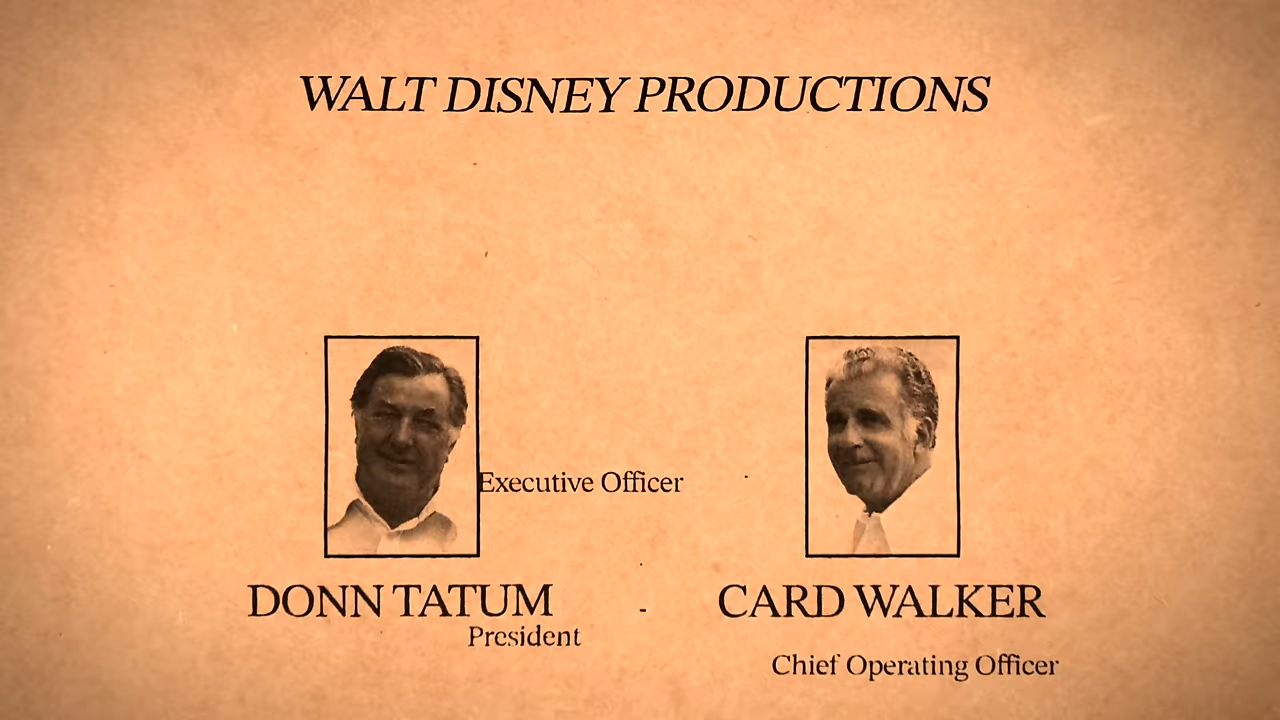 WALT DISNEY PRODUCTIONS
Executive Officer
DONN TATUM - CARD WALKER
President
Chief Operating Officer